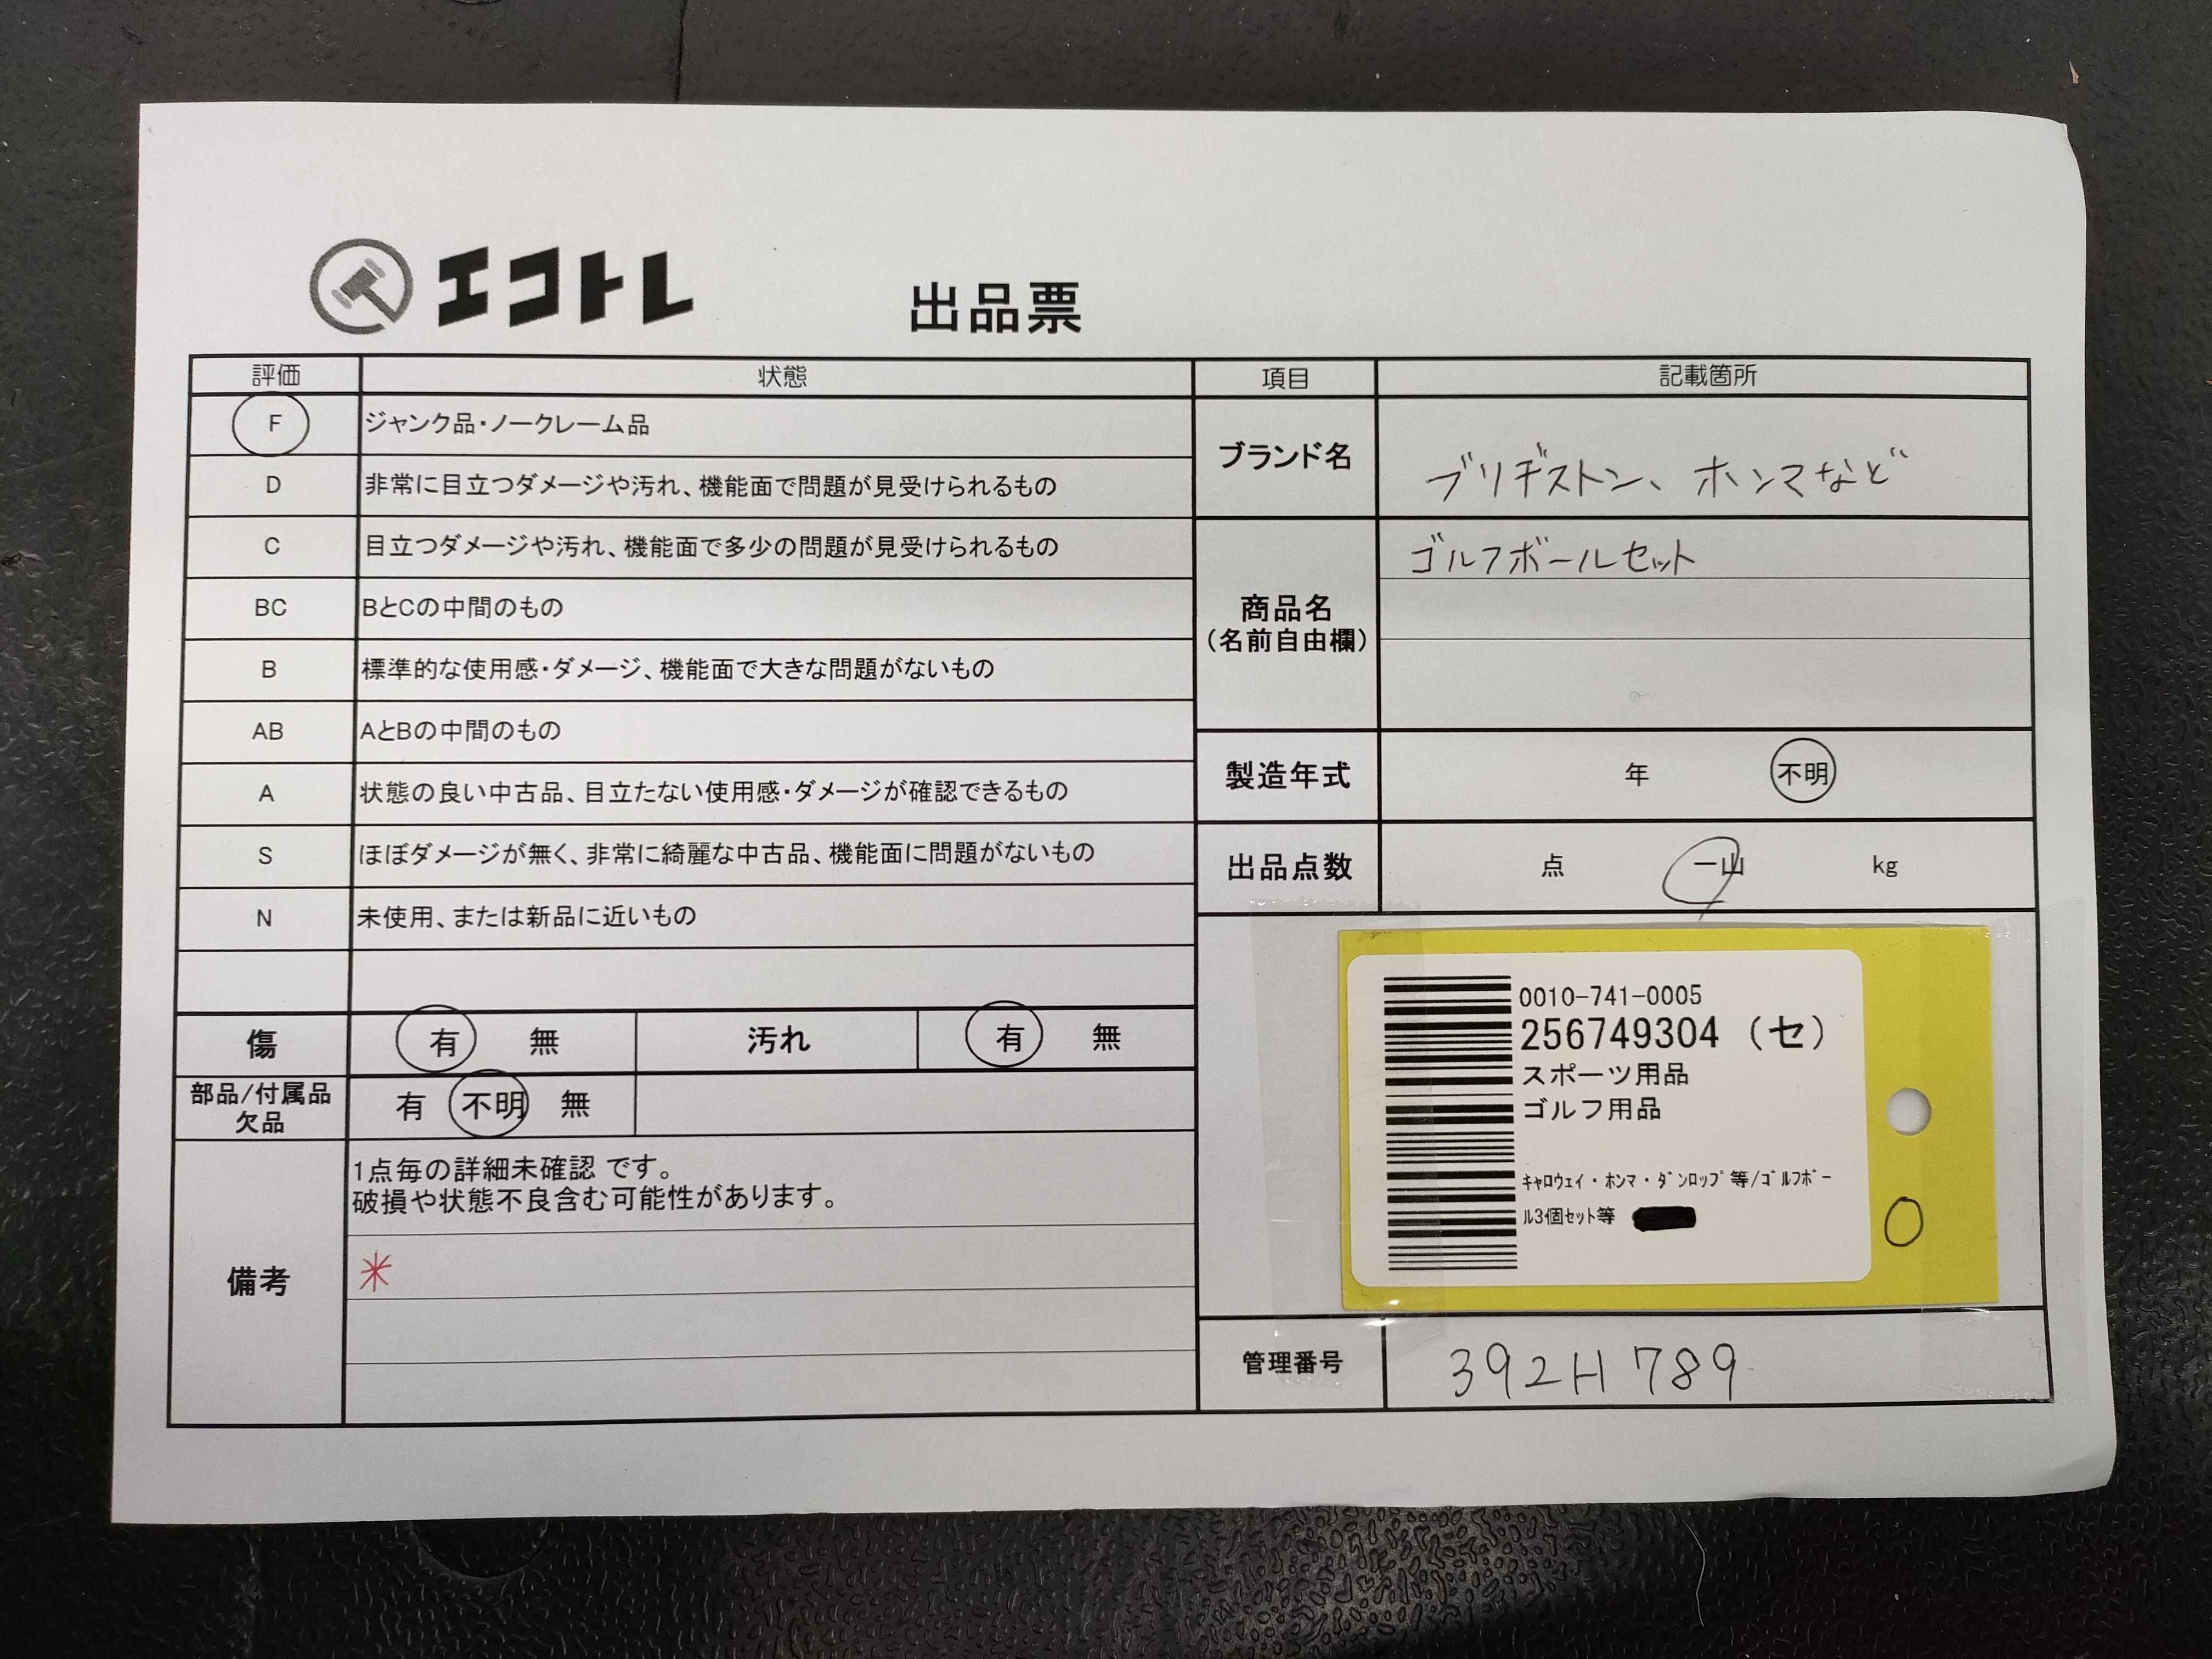 エコトレ
出品票
評価 状態
F ジャンク品・ノークレーム品
D 非常に目立つダメージや汚れ、機能面で問題が見受けられるもの
C 目立つダメージや汚れ、機能面で多少の問題が見受けられるもの
BC BとCの中間のもの
B 標準的な使用感・ダメージ、機能面で大きな問題がないもの
AB AとBの中間のもの
A 状態の良い中古品、目立たない使用感・ダメージが確認できるもの
S ほぼダメージが無く、非常に綺麗な中古品、機能面に問題がないもの
N 未使用、または新品に近いもの
傷 有 無 汚れ 有 無
部品/付属品
欠品
有 不明 無
備考
1点毎の詳細未確認 です。
破損や状態不良含む可能性があります。
項目 記載箇所
ブランド名 ブリヂストン、ホンマなど
商品名
(名前自由欄)
ゴルフボールセット
製造年式 年 不明
出品点数 点 一山 kg
0010-741-0005
256749304 (セ)
スポーツ用品
ゴルフ用品
ｷｬﾛｳｪｲ・ﾎﾝﾏ・ﾀﾞﾝﾛｯﾌﾟ等/ｺﾞﾙﾌﾎﾞｰ
ﾙ3個ｾｯﾄ等
管理番号 392H789